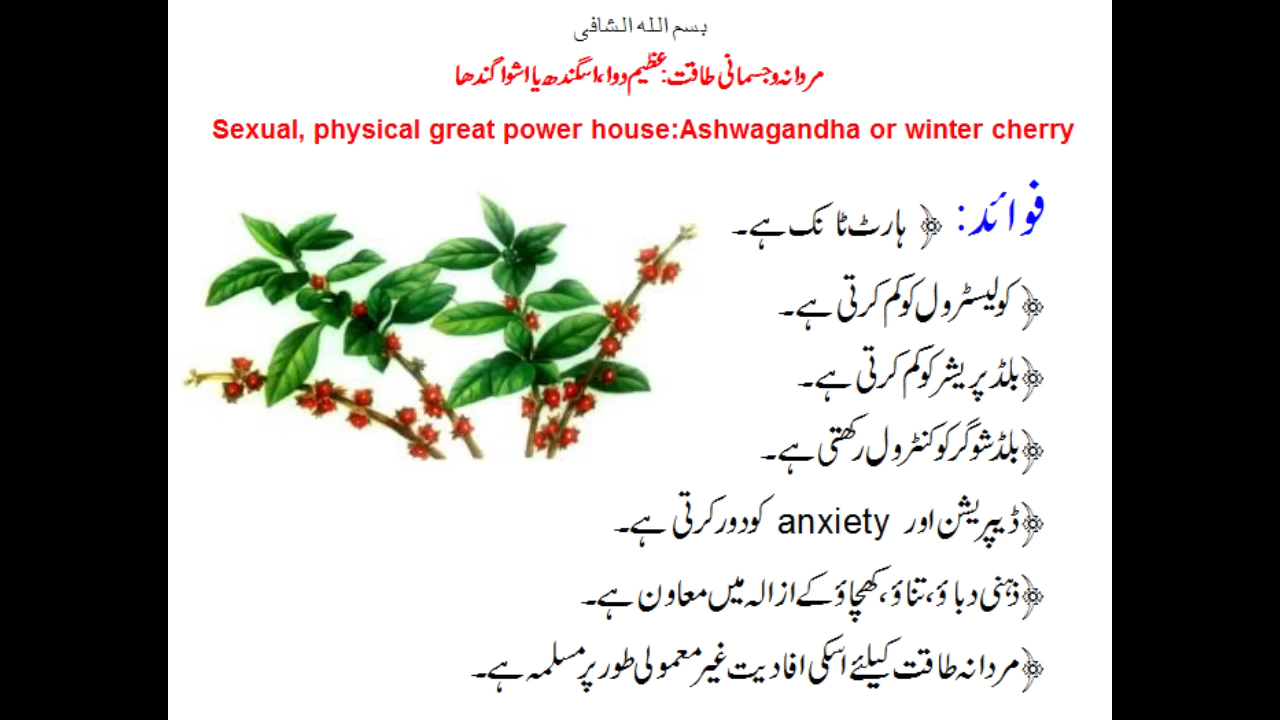 بسم الله الشافی
مردانہ و جسمانی طاقت: عظیم دوا، اسگندھ یا اشواگندھا
Sexual, physical great power house:Ashwagandha or winter cherry
فوائد: ﴿ ہارٹ ٹانک ہے۔
﴿ کولیسٹرول کو کم کرتی ہے۔
﴿ بلڈ پریشر کو کم کرتی ہے۔
﴿ بلڈ شوگر کو کنٹرول رکھتی ہے۔
﴿ ڈیپریشن اور anxiety کو دور کرتی ہے۔
﴿ ذہنی دباؤ، تناؤ، کھچاؤ کے ازالہ میں معاون ہے۔
﴿ مردانہ طاقت کیلئے اسکی افادیت غیر معمولی طور پر مسلمہ ہے۔